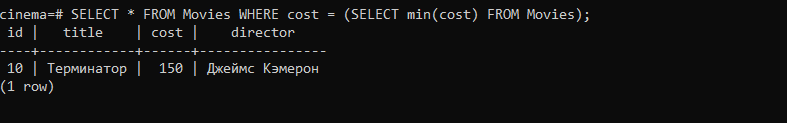 cinema=# SELECT * FROM Movies WHERE cost = (SELECT min(cost) FROM Movies);
 id |   title    | cost |    director
----+------------+------+----------------
 10 | Терминатор |  150 | Джеймс Кэмерон
(1 row)